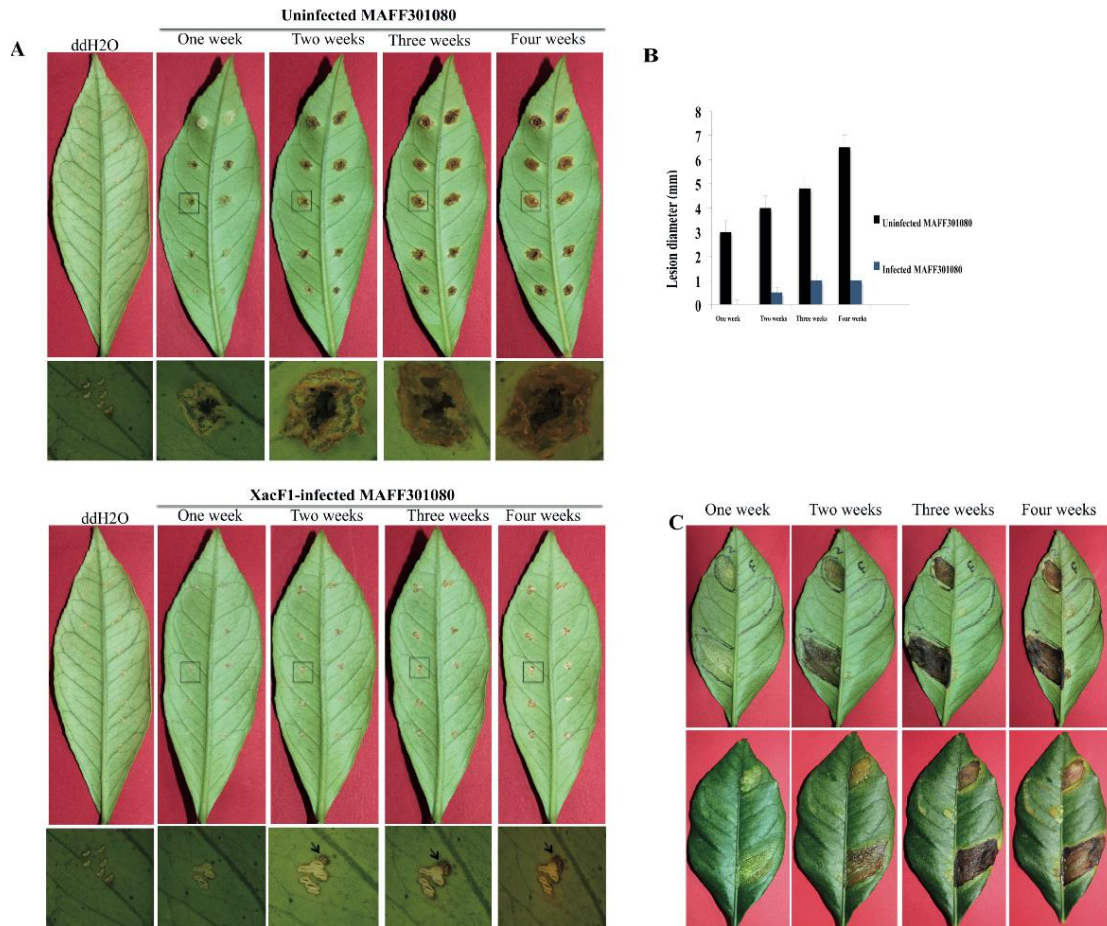 Uninfected MAFF301080
A
ddH2O One week Two weeks Three weeks Four weeks
B
8
7
6
5
4
3
2
1
0
Lesion diameter (mm)
One week Two weeks Three weeks Four weeks
Uninfected MAFF301080
Infected MAFF301080
XacF1-infected MAFF301080
ddH2O One week Two weeks Three weeks Four weeks
C
One week Two weeks Three weeks Four weeks